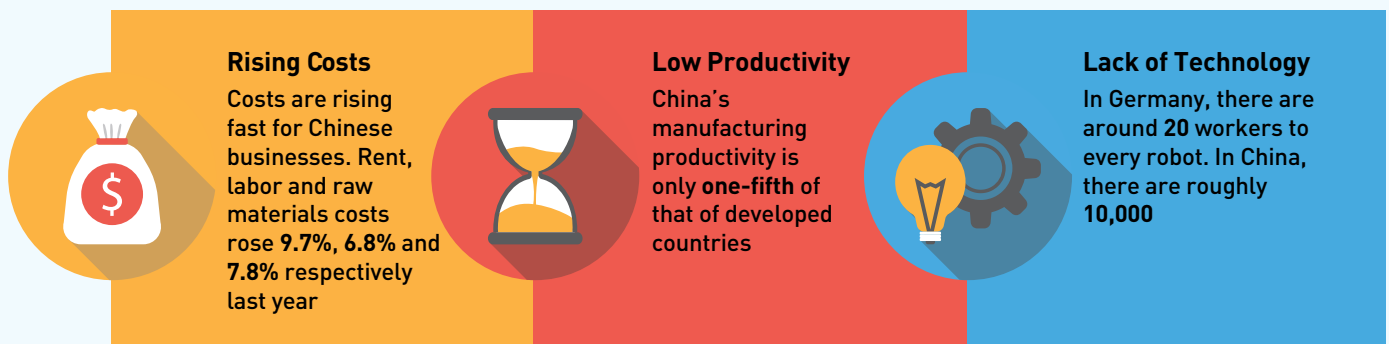 Rising Costs
Costs are rising
fast for Chinese
businesses. Rent,
labor and raw
materials costs
rose 9.7%, 6.8% and
7.8% respectively
last year
$
Low Productivity
China's
manufacturing
productivity is
only one-fifth of
that of developed
countries
Lack of Technology
In Germany, there are
around 20 workers to
every robot. In China,
there are roughly
10,000